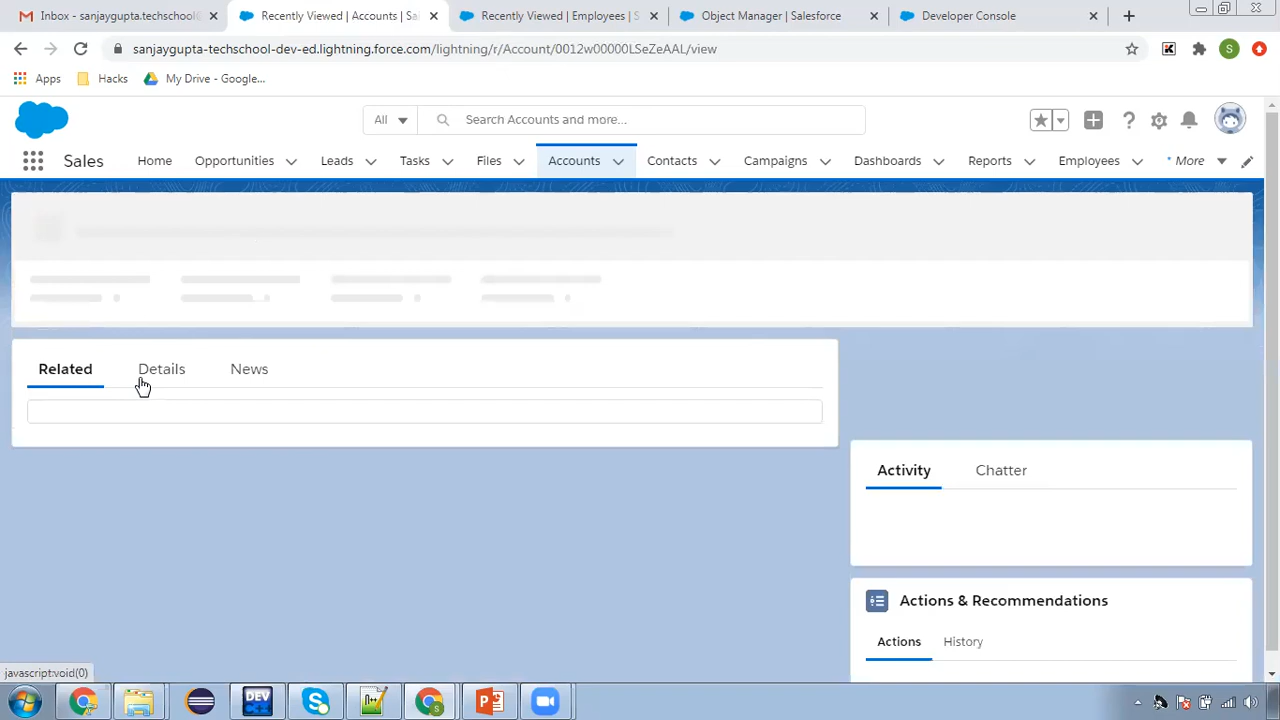 Inbox - sanjaygupta.techschool@
Recently Viewed | Accounts | Sa
Recently Viewed | Employees | S
Object Manager | Salesforce
Developer Console
sanjaygupta-techschool-dev-ed.lightning.force.com/lightning/r/Account/0012w00000LSeZeAAL/view
S
Apps
Hacks
My Drive - Google...
All
Search Accounts and more...
Sales
Home
Opportunities
Leads
Tasks
Files
Accounts
Contacts
Campaigns
Dashboards
Reports
Employees
* More
Related
Details
News
Activity
Chatter
Actions & Recommendations
Actions
History
javascript:void(0)
DEV
C++